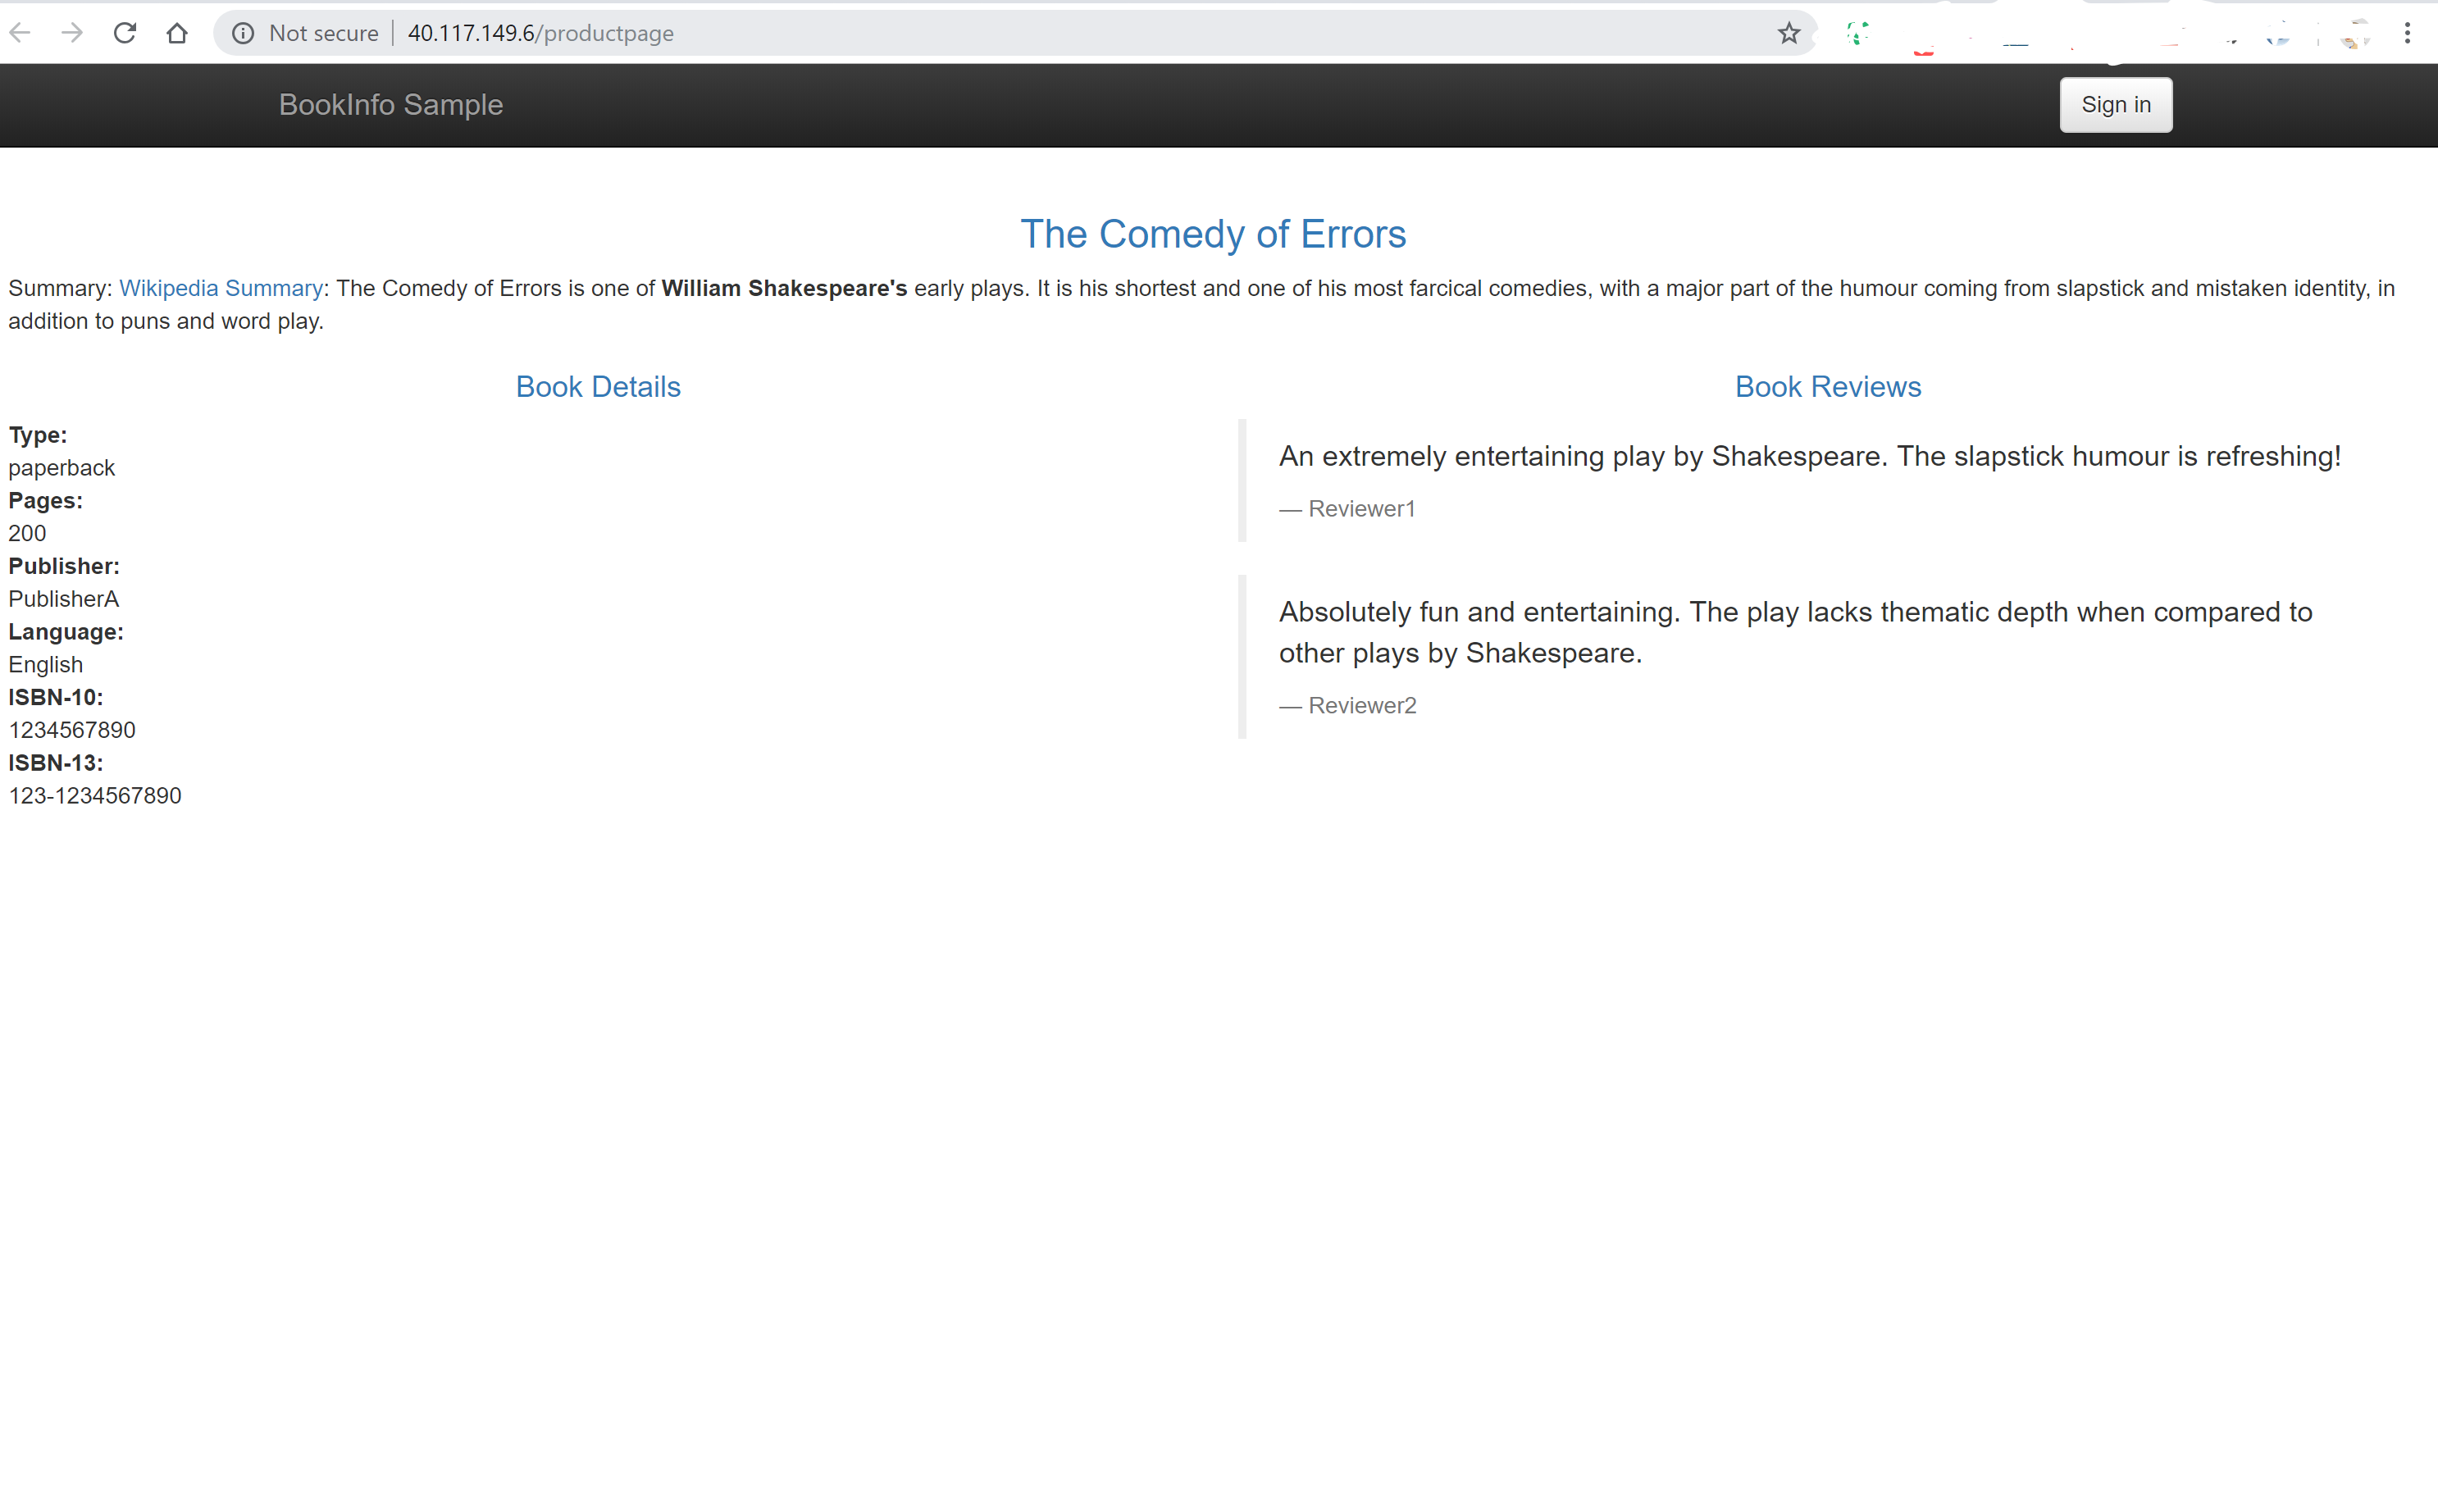 Not secure | 40.117.149.6/productpage
BookInfo Sample
Sign in
The Comedy of Errors
Summary: Wikipedia Summary: The Comedy of Errors is one of William Shakespeare's early plays. It is his shortest and one of his most farcical comedies, with a major part of the humour coming from slapstick and mistaken identity, in
addition to puns and word play.
Book Details
Type:
paperback
Pages:
200
Publisher:
PublisherA
Language:
English
ISBN-10:
1234567890
ISBN-13:
123-1234567890
Book Reviews
An extremely entertaining play by Shakespeare. The slapstick humour is refreshing!
— Reviewer1
Absolutely fun and entertaining. The play lacks thematic depth when compared to
other plays by Shakespeare.
— Reviewer2